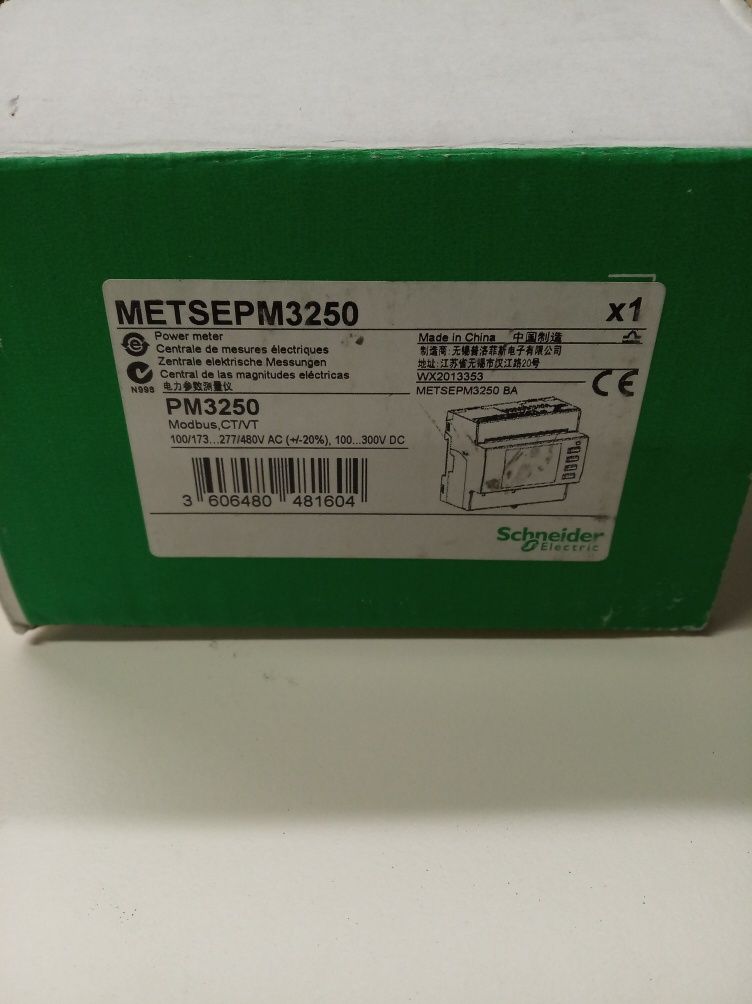 METSEPM3250
x1
Power meter
Centrale de mesures électriques
Zentrale elektrische Messungen
Central de las magnitudes eléctricas
电力参数测量仪
N998
Made in China 中国制造
制造商:无锡普洛菲斯电子有限公司
地址:江苏省无锡市汉江路20号
WX2013353
METSEPM3250 BA
CE
PM3250
Modbus,CT/VT
100/173...277/480V AC (+/-20%), 100...300V DC
3 606480 481604
Schneider
Electric